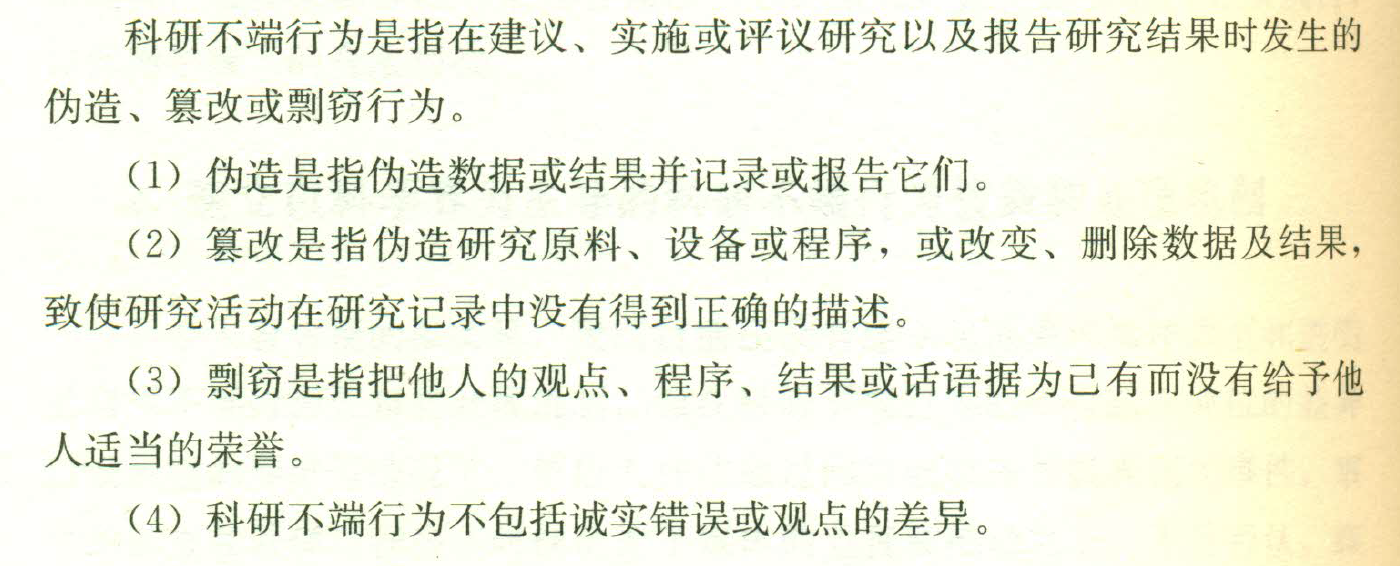 科研不端行为是指在建议、实施或评议研究以及报告研究结果时发生的
伪造、篡改或剽窃行为。
（1）伪造是指伪造数据或结果并记录或报告它们。
（2）篡改是指伪造研究原料、设备或程序，或改变、删除数据及结果，
致使研究活动在研究记录中没有得到正确的描述。
（3）剽窃是指把他人的观点、程序、结果或话语据为己有而没有给予他
人适当的荣誉。
（4）科研不端行为不包括诚实错误或观点的差异。